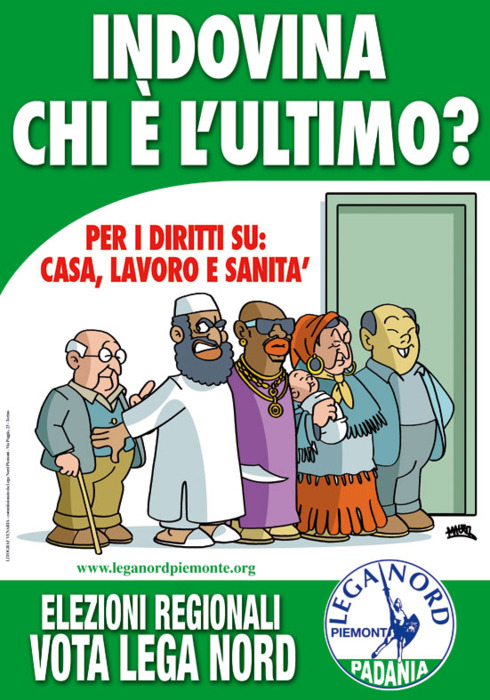 INDOVINA
CHI È L'ULTIMO?
PER I DIRITTI SU:
CASA, LAVORO E SANITA'
www.leganordpiemonte.org
ELEZIONI REGIONALI
VOTA LEGA NORD
LEGA NORD
PIEMONT
PADANIA